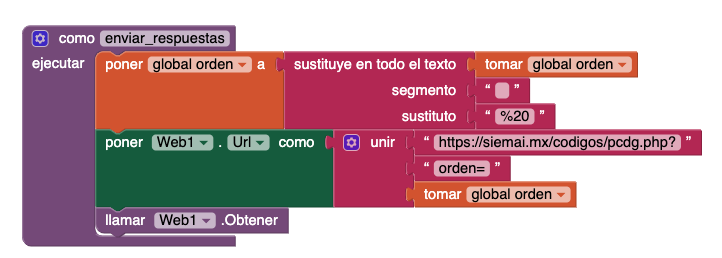 como enviar_respuestas
ejecutar poner global orden a sustituye en todo el texto tomar global orden
segmento “ ”
sustituto “ %20 ”
poner Web1 . Url como unir “ https://siemai.mx/codigos/pcdg.php? ”
“ orden= ”
tomar global orden
llamar Web1 .Obtener